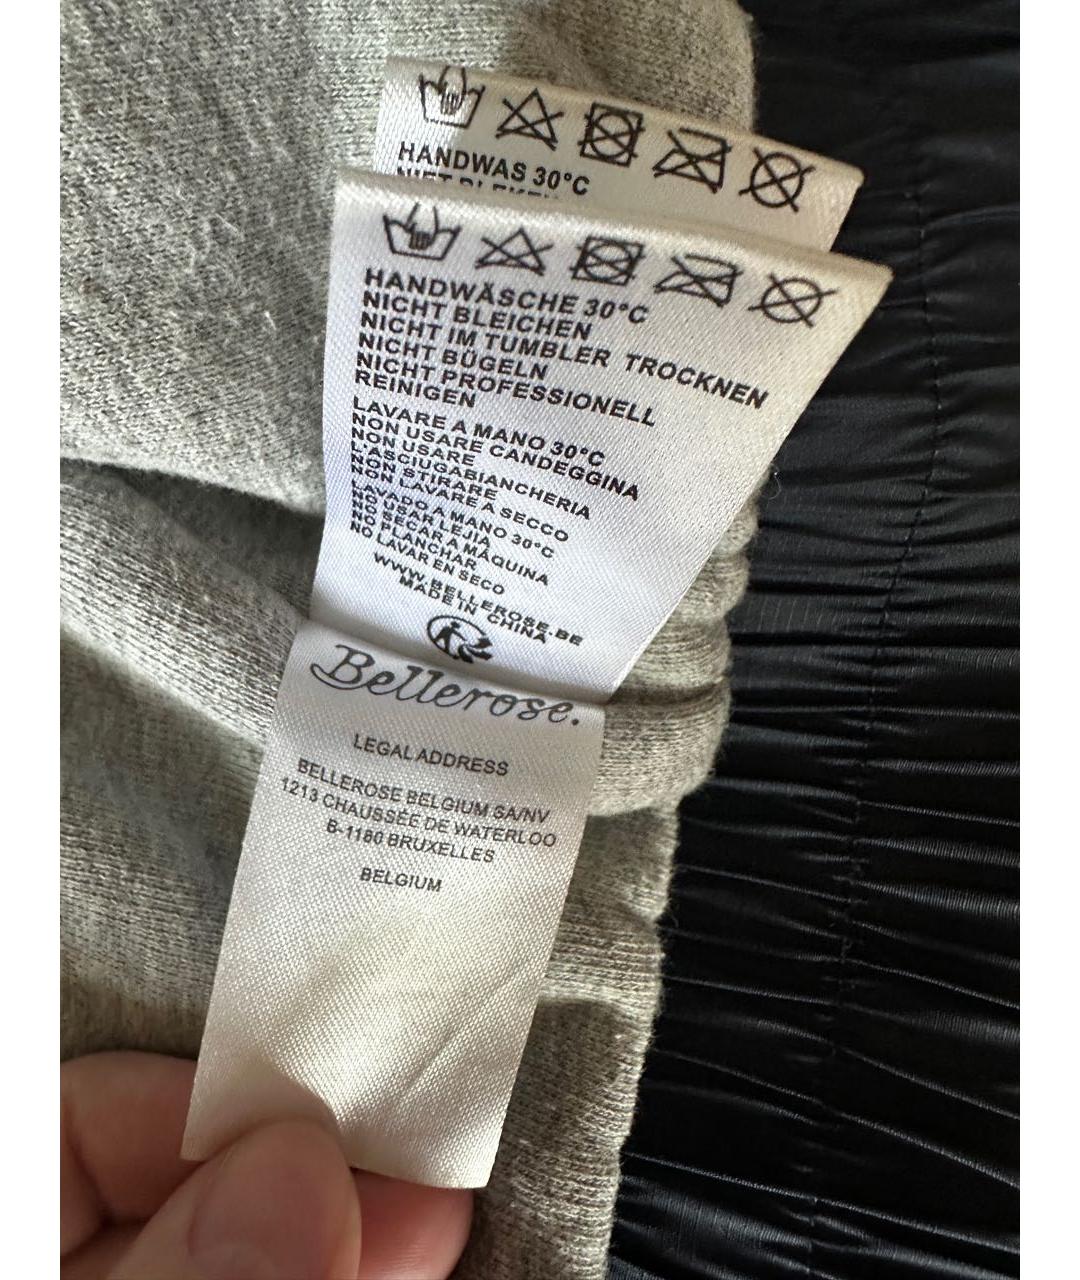 HANDWAS 30°C
NIET BLEKEN
HANDWÄSCHE 30°C
NICHT BLEICHEN
NICHT IM TUMBLER TROCKNEN
NICHT BÜGELN
NICHT PROFESSIONELL
REINIGEN
LAVARE A MANO 30°C
NON USARE CANDEGGINA
NON USARE
L'ASCIUGABIANCHERIA
NON STIRARE
NON LAVARE A SECCO
LAVADO A MANO 30°C
NO USAR LEJIA
NO SECAR A MÁQUINA
NO PLANCHAR
NO LAVAR EN SECO
WWW.BELLEROSE.BE
MADE IN CHINA
Bellerose.
LEGAL ADDRESS
BELLEROSE BELGIUM SA/NV
1213 CHAUSSÉE DE WATERLOO
B-1180 BRUXELLES
BELGIUM